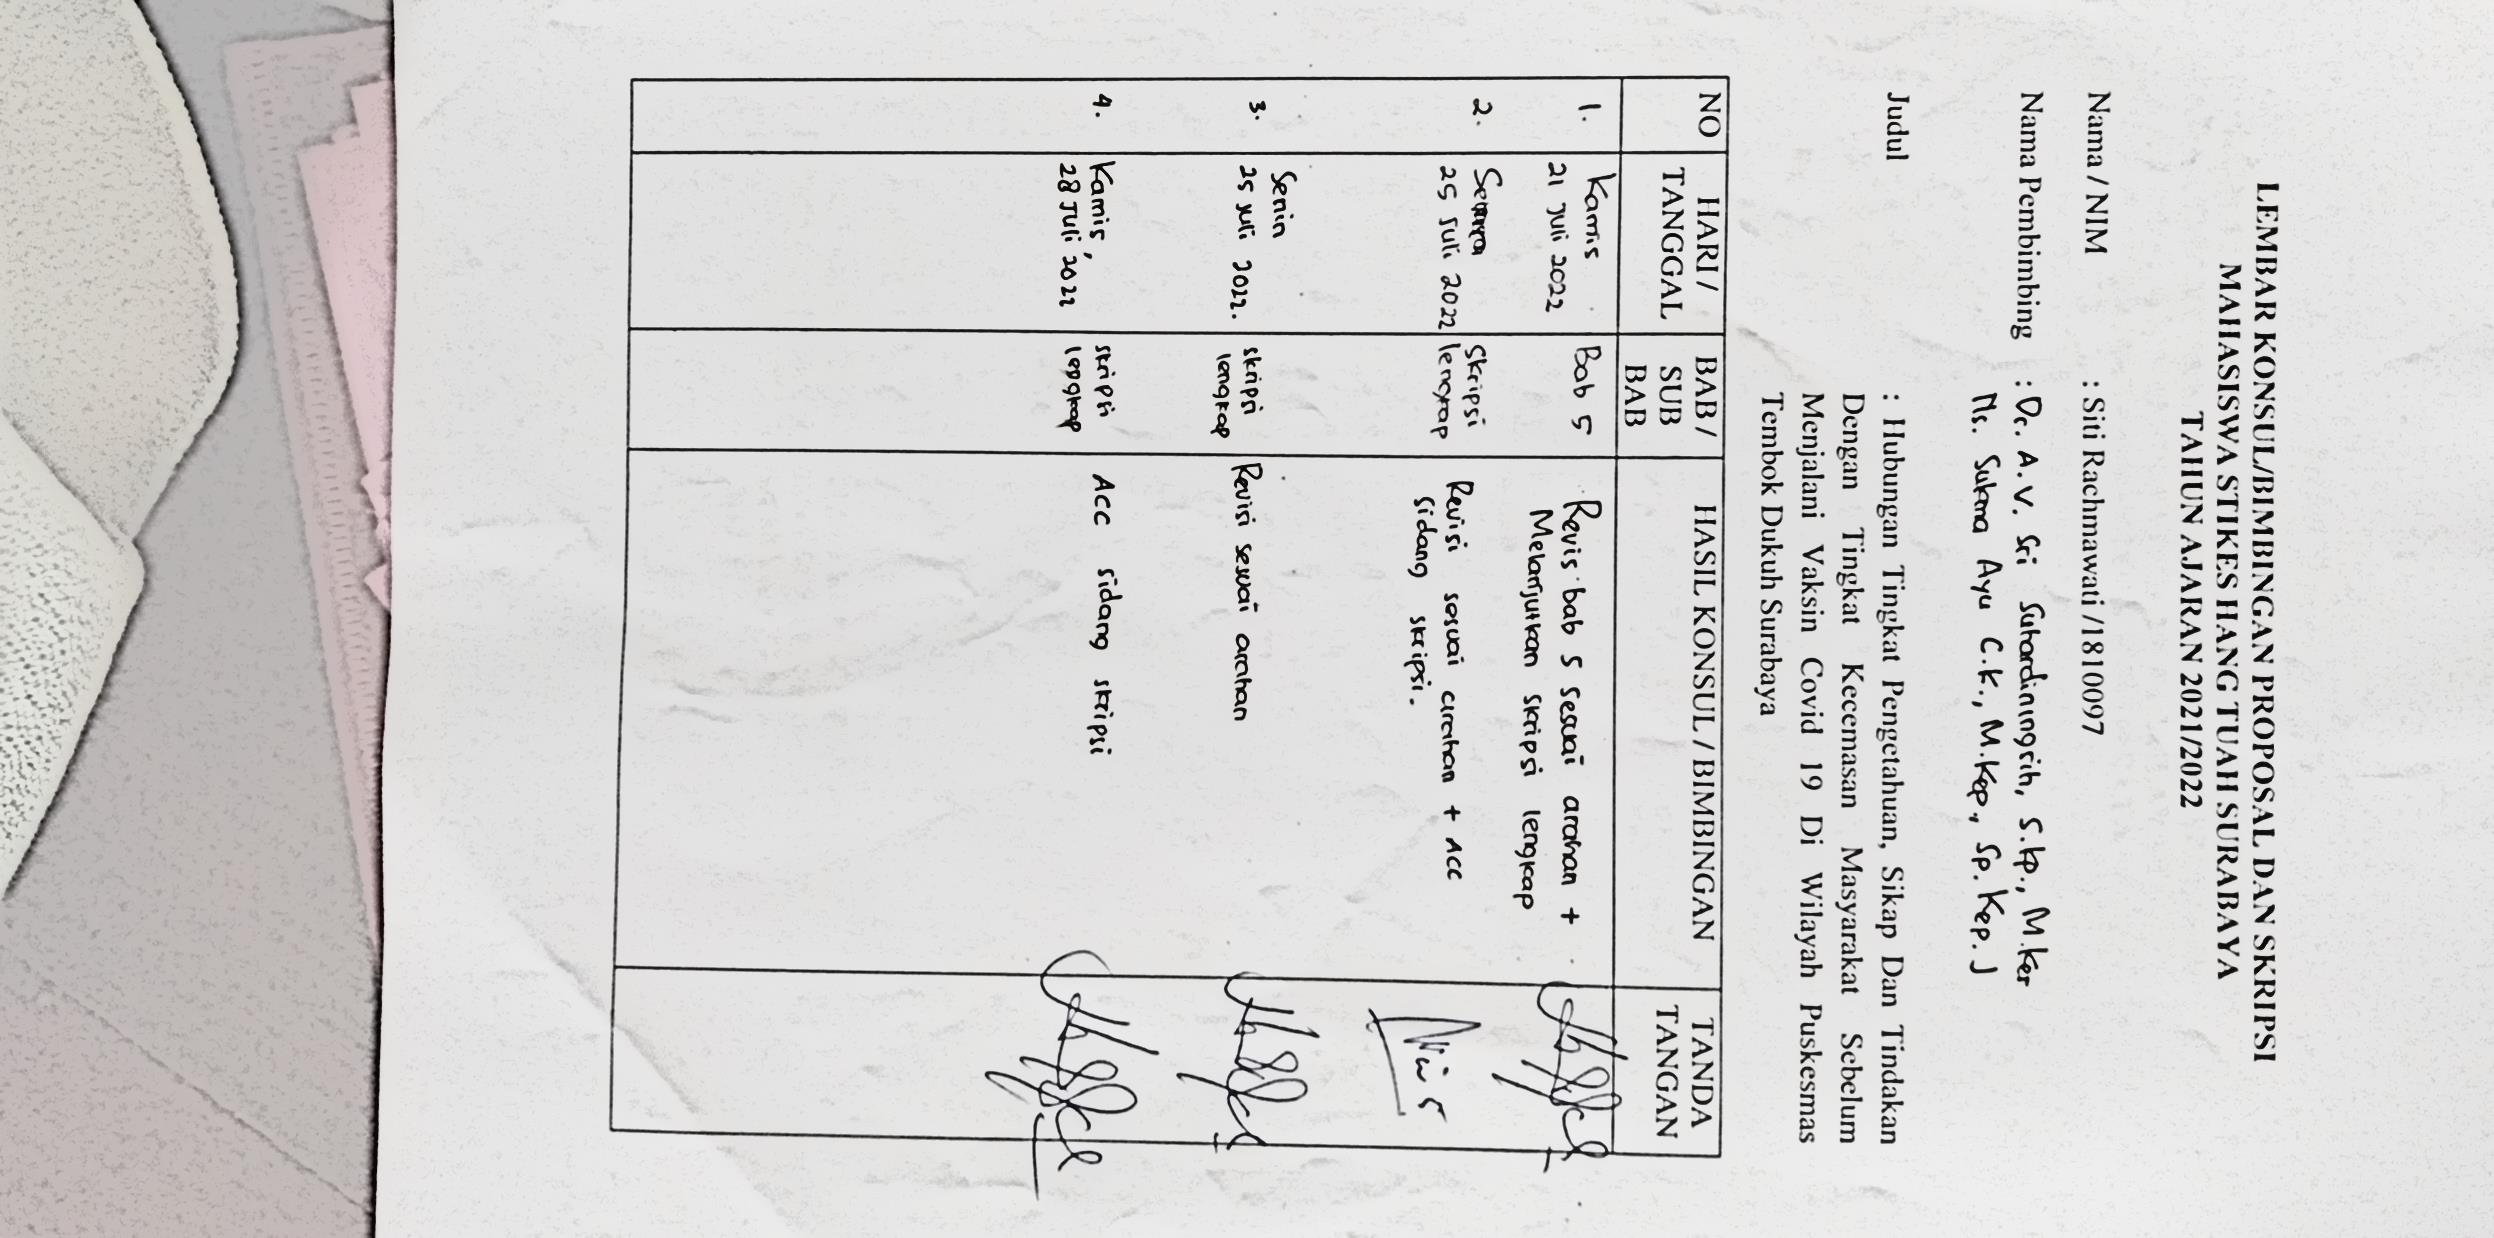 LEMBAR KONSUL/BIMBINGAN PROPOSAL DAN SKRIPSI
MAHASISWA STIKES HANG TUAH SURABAYA
TAHUN AJARAN 2021/2022
Nama / NIM : Siti Rachmawati /1810097
Nama Pembimbing : Dr. A.V. Sri Suhardiningsih, S.Kp., M.Kes
Ns. Sukma Ayu C.K., M.Kep., Sp. Kep. J
Judul : Hubungan Tingkat Pengetahuan, Sikap Dan Tindakan
Dengan Tingkat Kecemasan Masyarakat Sebelum
Menjalani Vaksin Covid 19 Di Wilayah Puskesmas
Tembok Dukuh Surabaya
NO HARI / TANGGAL BAB / SUB BAB HASIL KONSUL / BIMBINGAN TANDA TANGAN
1. Kamis Bab 5 Revisi bab 5 sesuai arahan +
21 Juli 2022 Melanjutkan skripsi lengkap
2. Skripsi Revisi sesuai arahan + ACC
25 Juli 2022 lengkap sidang skripsi.
3. Senin skripsi Revisi sesuai arahan
25 Juli 2022. lengkap
4. Kamis, skripsi ACC sidang skripsi
28 Juli 2022 lengkap